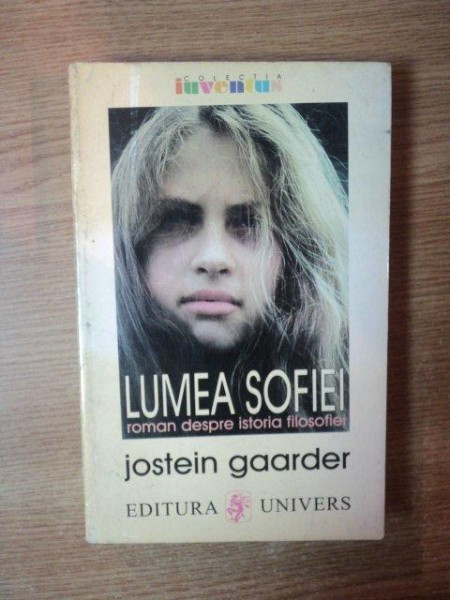 COLECȚIA
iuventus
LUMEA SOFIEI
roman despre istoria filosofiei
jostein gaarder
EDITURA UNIVERS